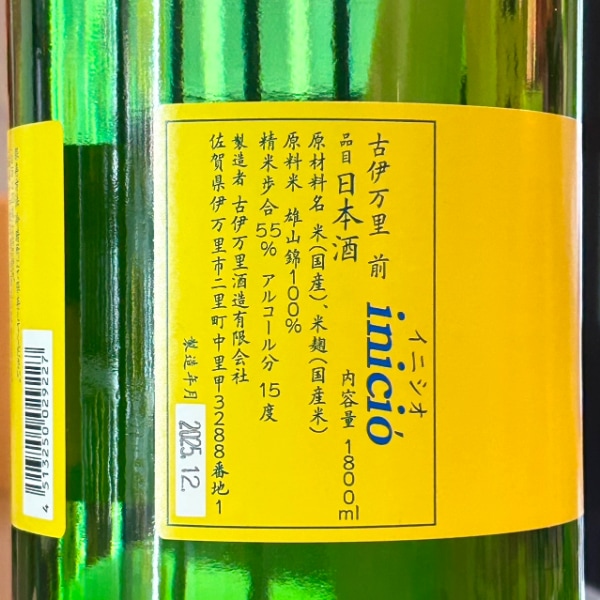 古伊万里 前
イニシオ
inició
品目 日本酒 内容量 1800ml
原材料名 米(国産)、米麹(国産米)
原料米 雄山錦100%
精米歩合55% アルコール分 15度
製造者 古伊万里酒造有限会社
佐賀県伊万里市二里町中里甲3288番地1
製造年月
2025.12.